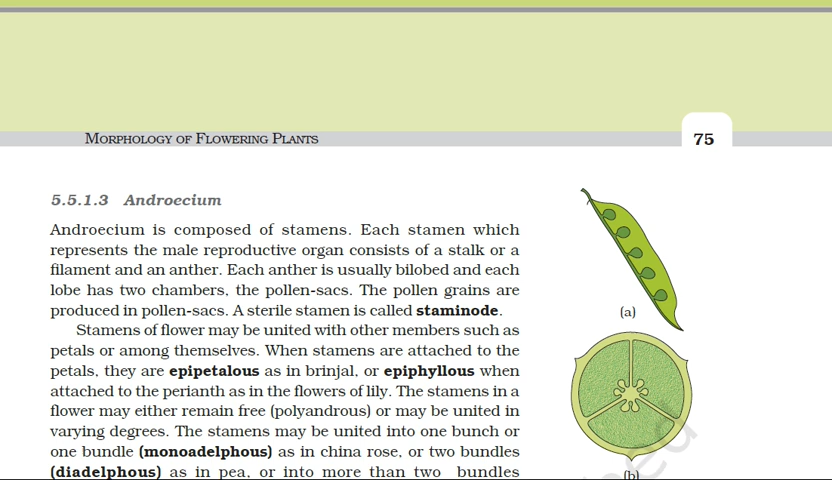 MORPHOLOGY OF FLOWERING PLANTS
75
5.5.1.3 Androecium
Androecium is composed of stamens. Each stamen which
represents the male reproductive organ consists of a stalk or a
filament and an anther. Each anther is usually bilobed and each
lobe has two chambers, the pollen-sacs. The pollen grains are
produced in pollen-sacs. A sterile stamen is called staminode.
Stamens of flower may be united with other members such as
petals or among themselves. When stamens are attached to the
petals, they are epipetalous as in brinjal, or epiphyllous when
attached to the perianth as in the flowers of lily. The stamens in a
flower may either remain free (polyandrous) or may be united in
varying degrees. The stamens may be united into one bunch or
one bundle (monoadelphous) as in china rose, or two bundles
(diadelphous) as in pea, or into more than two bundles
(a)
(b)